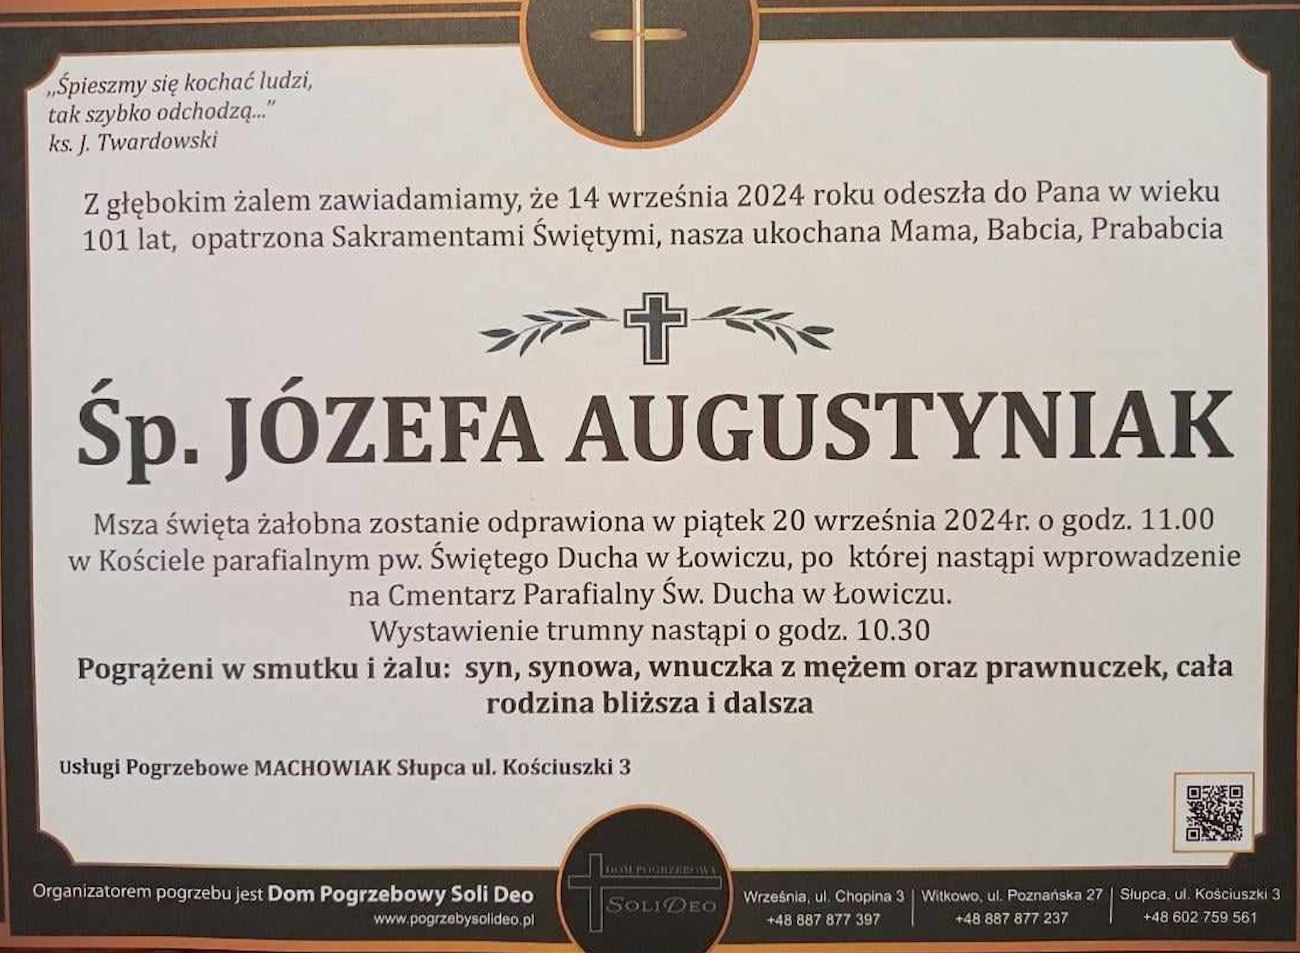 „Śpieszmy się kochać ludzi,
tak szybko odchodzą..."
ks. J. Twardowski
Z głębokim żalem zawiadamiamy, że 14 września 2024 roku odeszła do Pana w wieku
101 lat, opatrzona Sakramentami Świętymi, nasza ukochana Mama, Babcia, Prababcia
Śp. JÓZEFA AUGUSTYNIAK
Msza święta żałobna zostanie odprawiona w piątek 20 września 2024r. o godz. 11.00
w Kościele parafialnym pw. Świętego Ducha w Łowiczu, po której nastąpi wprowadzenie
na Cmentarz Parafialny Św. Ducha w Łowiczu.
Wystawienie trumny nastąpi o godz. 10.30
Pogrążeni w smutku i żalu: syn, synowa, wnuczka z mężem oraz prawnuczek, cała
rodzina bliższa i dalsza
Usługi Pogrzebowe MACHOWIAK Słupca ul. Kościuszki 3
Organizatorem pogrzebu jest Dom Pogrzebowy Soli Deo
www.pogrzebysolideo.pl
DOM POGRZEBOWY
SOLI DEO
Września, ul. Chopina 3
+48 887 877 397
Witkowo, ul. Poznańska 27
+48 887 877 237
Słupca, ul. Kościuszki 3
+48 602 759 561